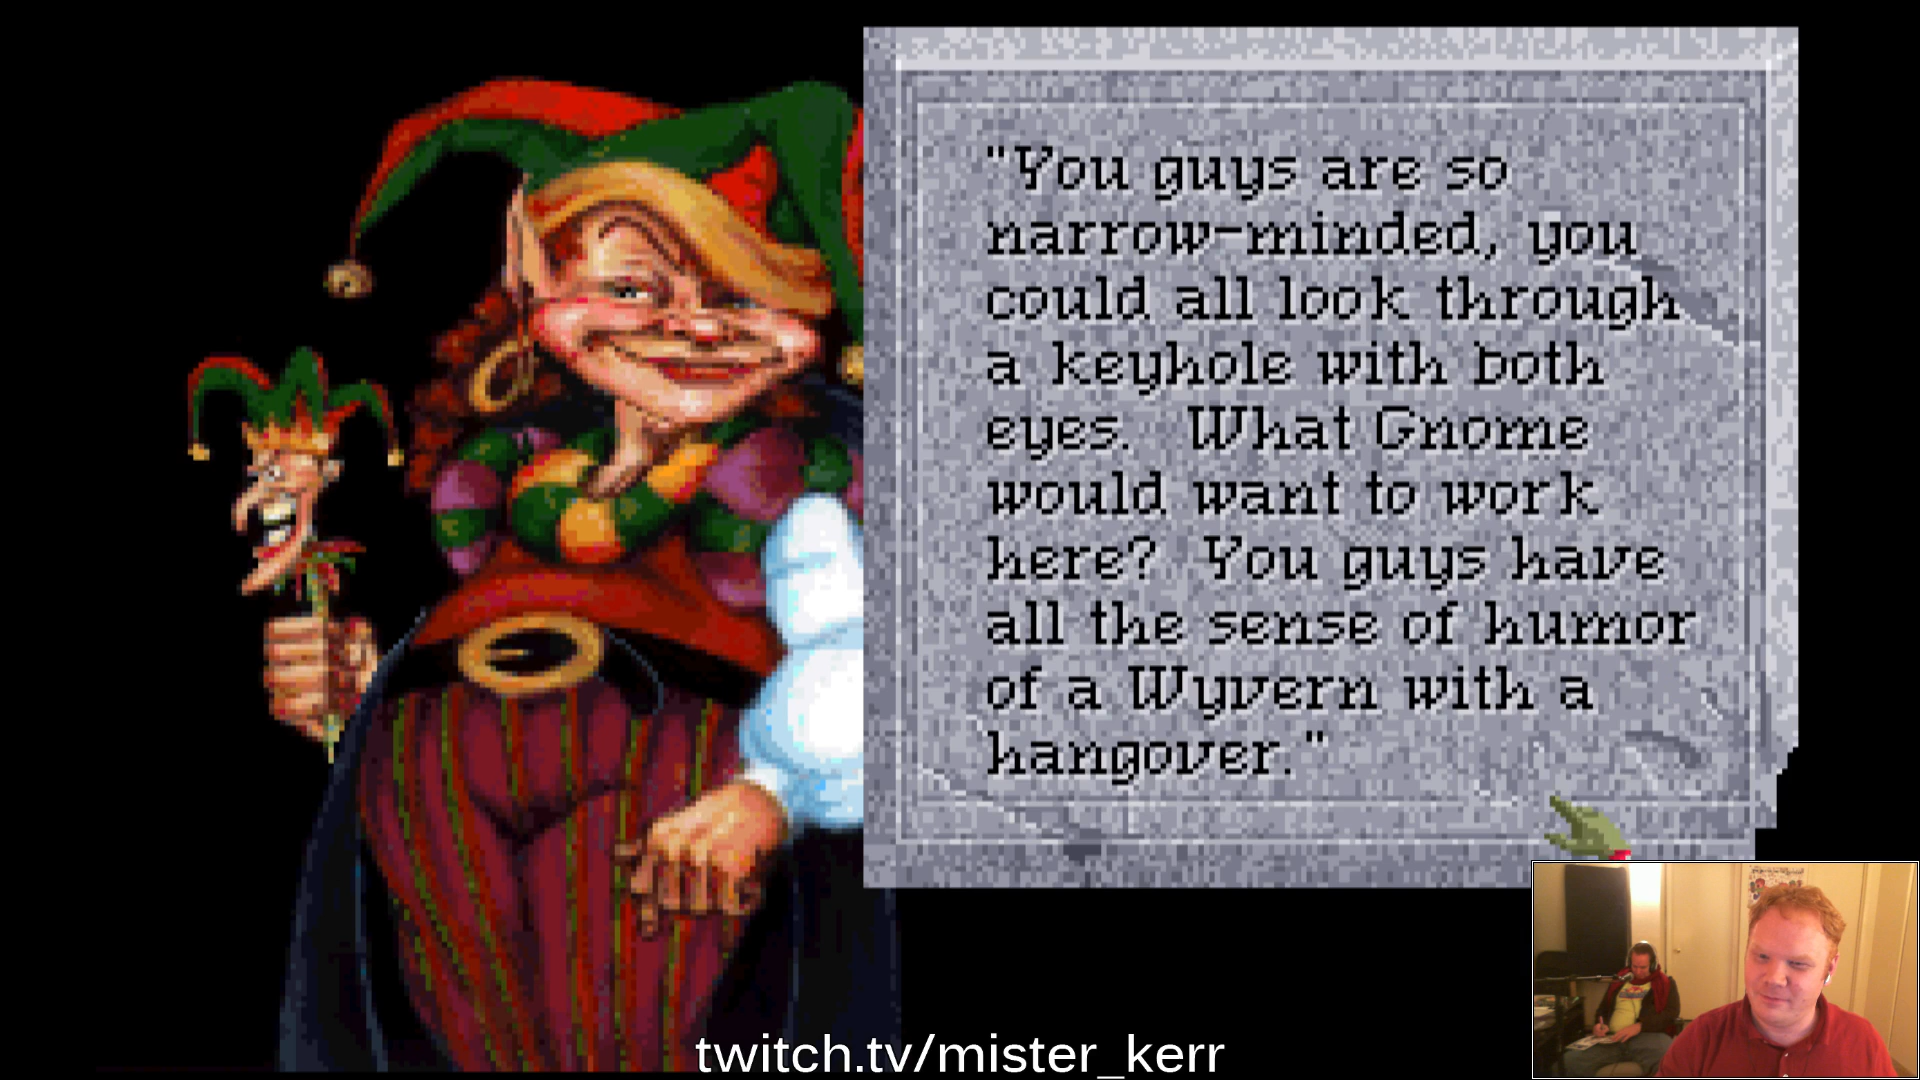 "You guys are so
narrow-minded, you
could all look through
a keyhole with both
eyes.  What Gnome
would want to work
here?  You guys have
all the sense of humor
of a Wyvern with a
hangover."
twitch.tv/mister_kerr